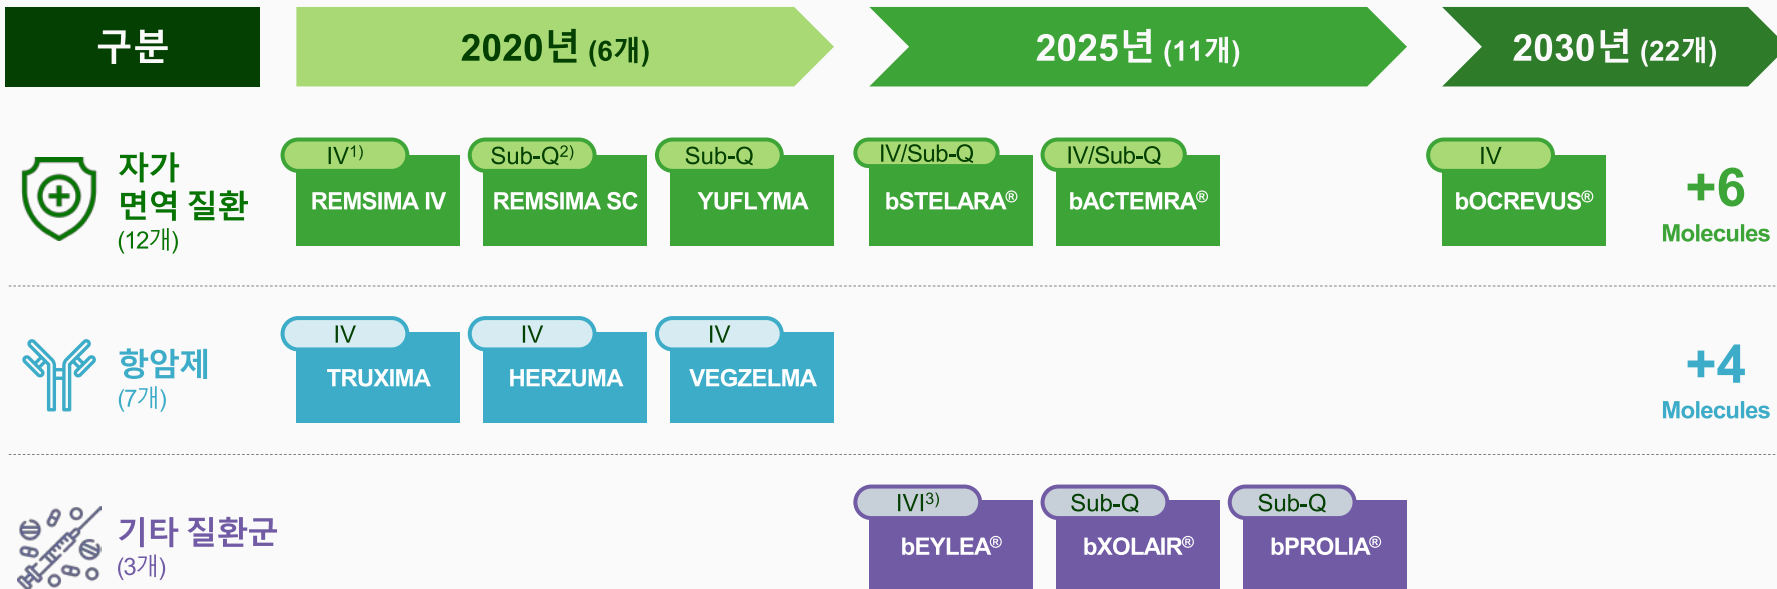 구분
2020년 (6개)
2025년 (11개)
2030년 (22개)
자가
면역 질환
(12개)
IV1)
REMSIMA IV
Sub-Q2)
REMSIMA SC
Sub-Q
YUFLYMA
IV/Sub-Q
bSTELARA®
IV/Sub-Q
bACTEMRA®
IV
bOCREVUS®
+6
Molecules
항암제
(7개)
IV
TRUXIMA
IV
HERZUMA
IV
VEGZELMA
+4
Molecules
기타 질환군
(3개)
IVI3)
bEYLEA®
Sub-Q
bXOLAIR®
Sub-Q
bPROLIA®